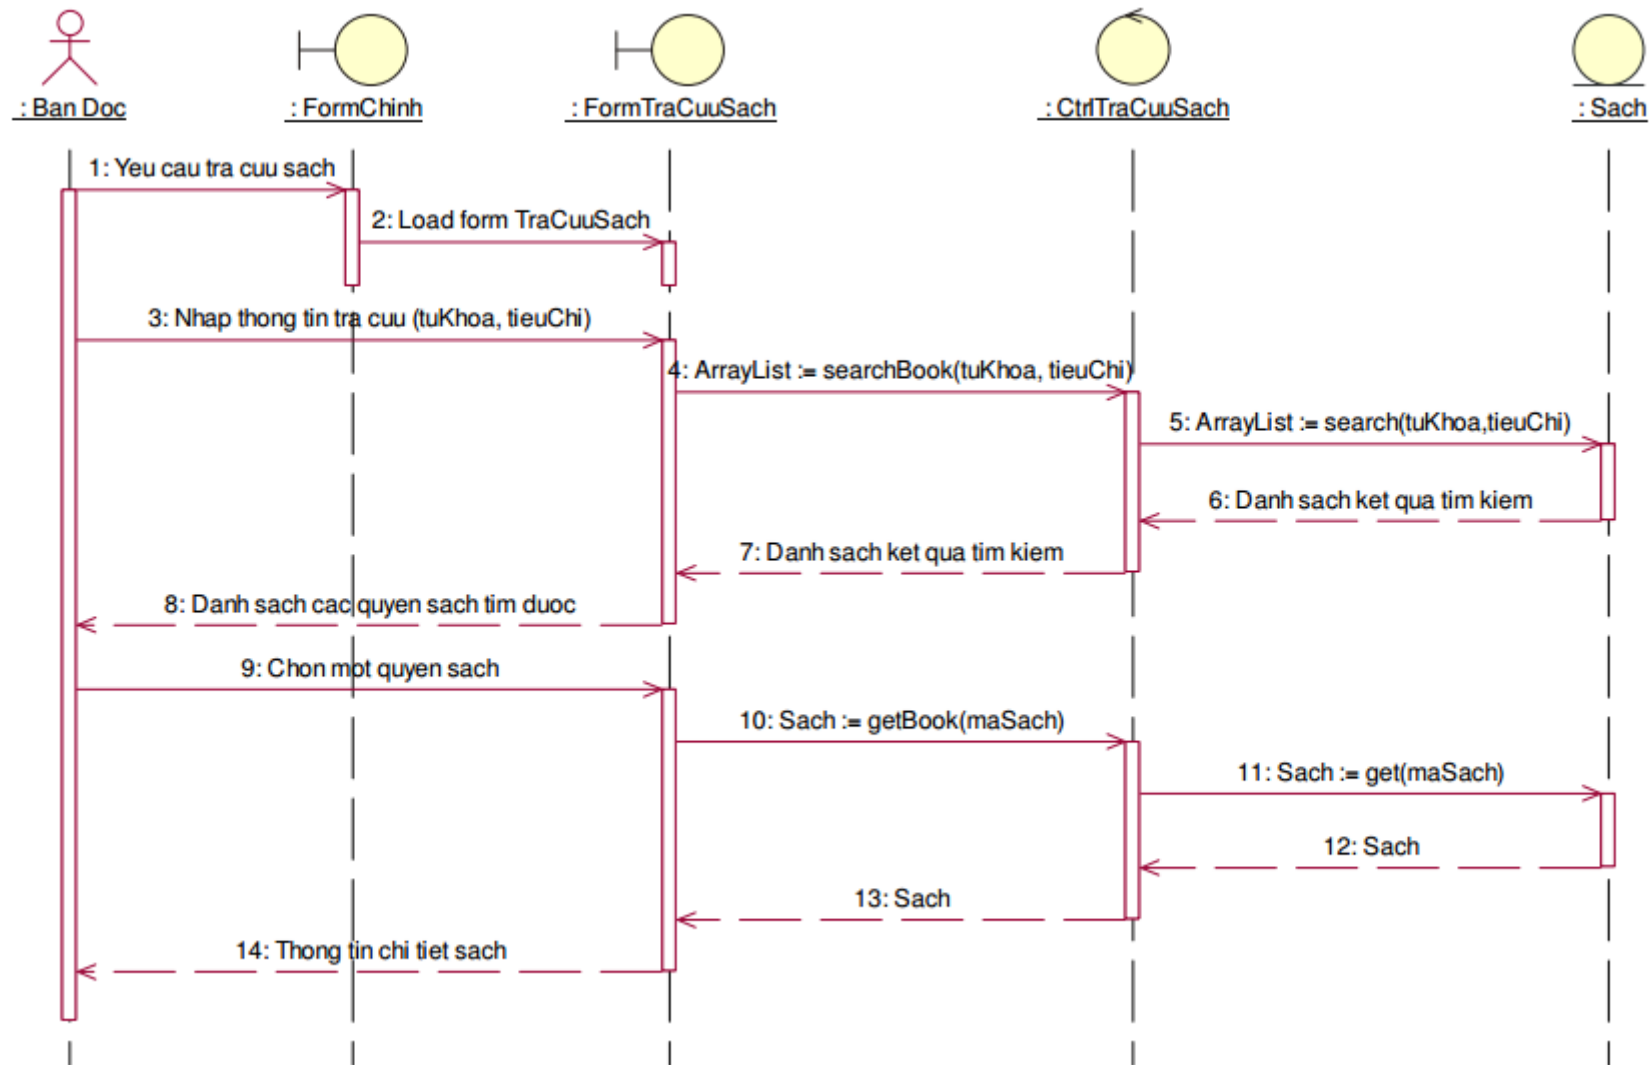 : Ban Doc
: FormChinh
: FormTraCuuSach
: CtrlTraCuuSach
: Sach
1: Yeu cau tra cuu sach
2: Load form TraCuuSach
3: Nhap thong tin tra cuu (tuKhoa, tieuChi)
4: ArrayList := searchBook(tuKhoa, tieuChi)
5: ArrayList := search(tuKhoa,tieuChi)
6: Danh sach ket qua tim kiem
7: Danh sach ket qua tim kiem
8: Danh sach cac quyen sach tim duoc
9: Chon mot quyen sach
10: Sach := getBook(maSach)
11: Sach := get(maSach)
12: Sach
13: Sach
14: Thong tin chi tiet sach